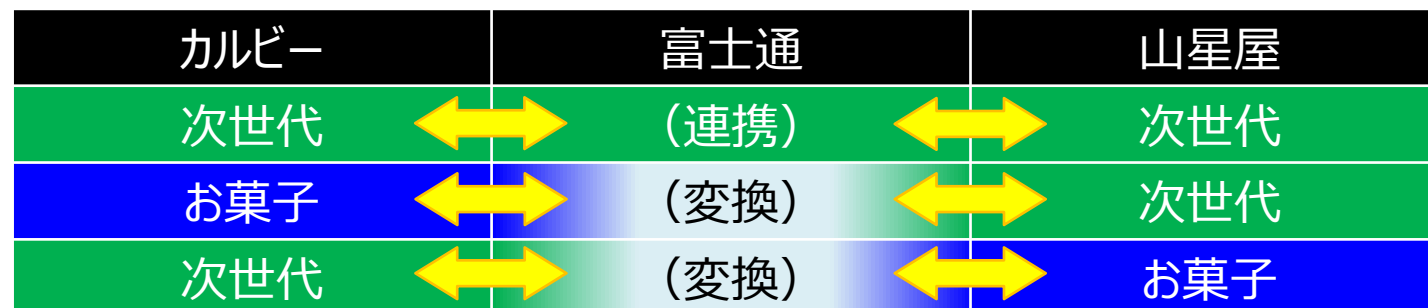 カルビー 富士通 山星屋
次世代 （連携） 次世代
お菓子 （変換） 次世代
次世代 （変換） お菓子